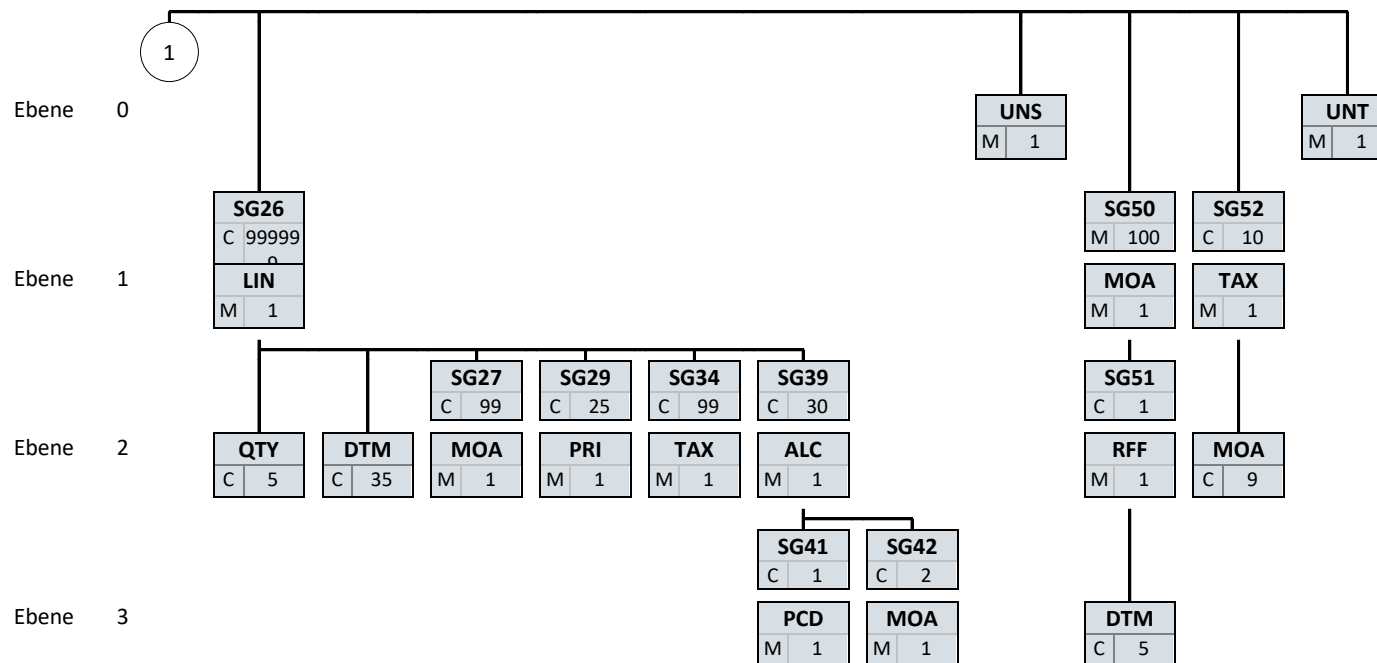 1
Ebene 0
UNS UNT
M 1 M 1
SG26 SG50 SG52
C 99999 M 100 C 10
9
Ebene 1
LIN MOA TAX
M 1 M 1 M 1
SG27 SG29 SG34 SG39 SG51
C 99 C 25 C 99 C 30 C 1
Ebene 2
QTY DTM MOA PRI TAX ALC RFF MOA
C 5 C 35 M 1 M 1 M 1 M 1 M 1 C 9
SG41 SG42
C 1 C 2
Ebene 3
PCD MOA DTM
M 1 M 1 C 5